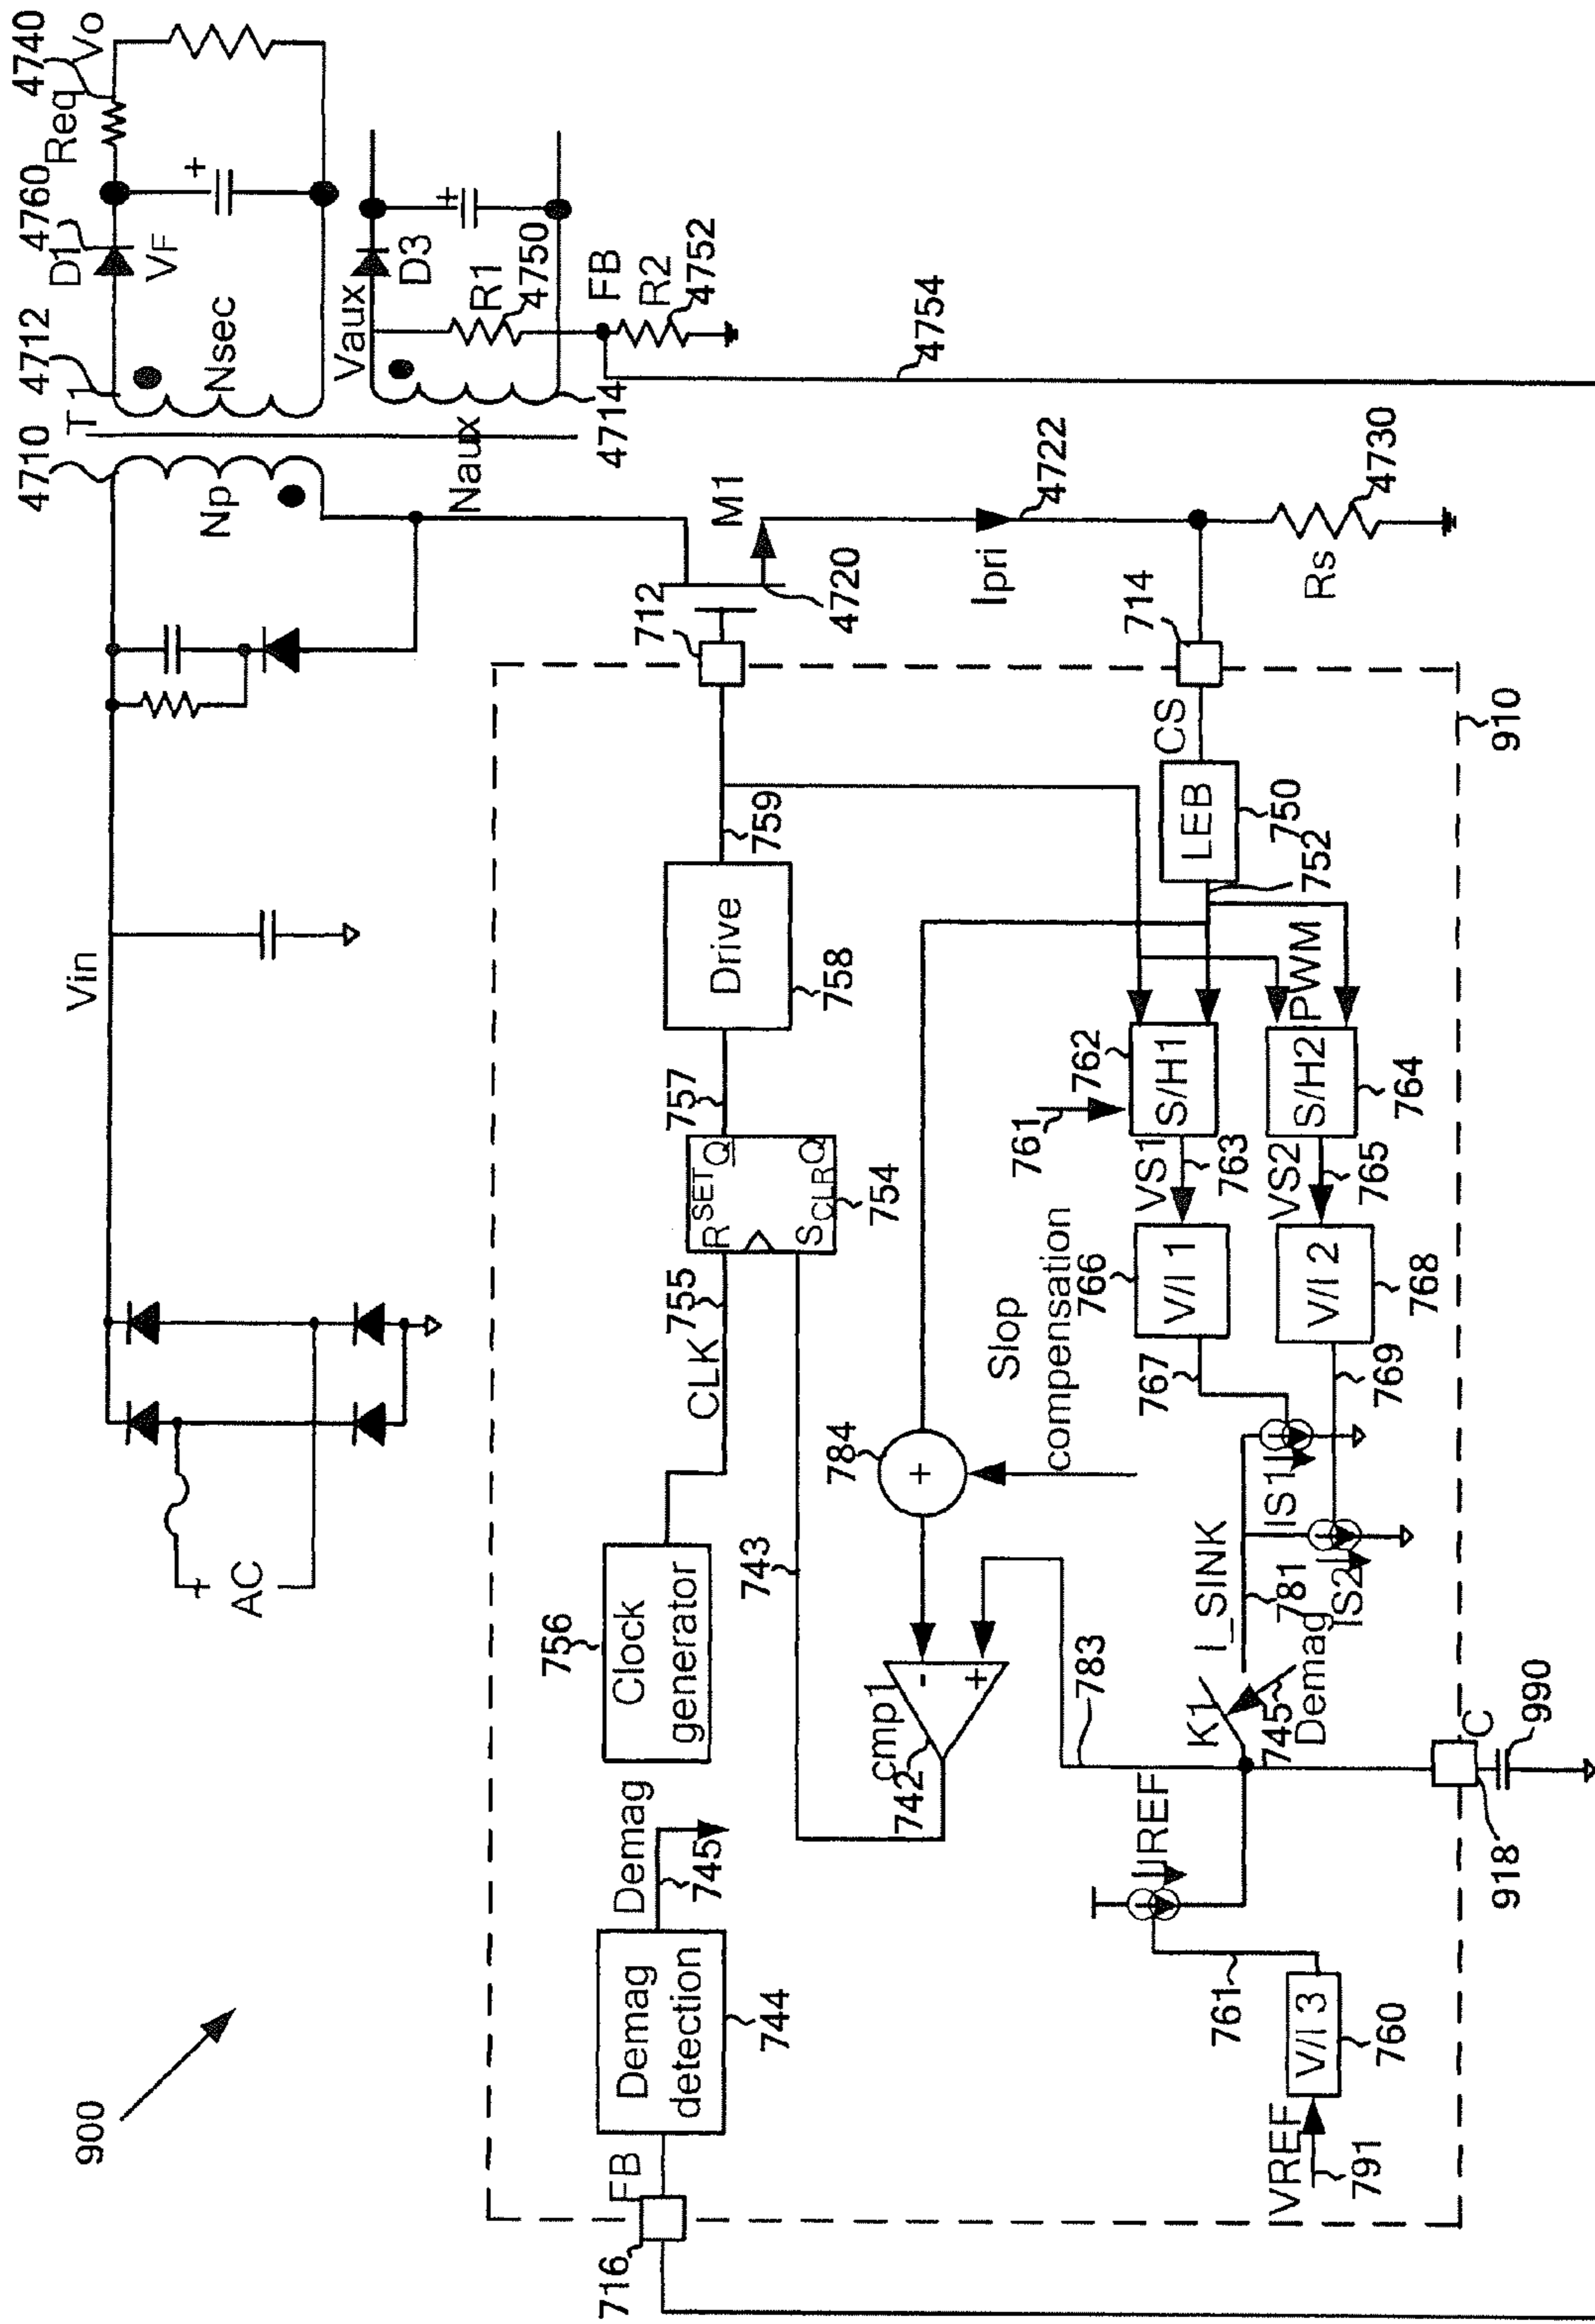 900
Vin
AC
4710
4712
T1
D1
4760
Req
4740
Vo
VF
Np
Nsec
Vaux
D3
R1
4750
FB
R2
4752
Naux
4714
4754
M1
4720
712
4722
Ipri
714
4730
Rs
716
FB
Demag
detection
744
Demag
745
756
Clock
generator
CLK
755
R
SET
Q
S
CLR
Q
754
757
Drive
758
759
743
cmp1
742
-
+
784
+
Slop
compensation
CS
LEB
750
752
PWM
761
762
S/H1
S/H2
764
VS1
763
VS2
765
766
V/I 1
V/I 2
768
767
769
IS1
IS2
I_SINK
781
K1
745
Demag
783
IREF
761
V/I 3
760
VREF
791
C
918
990
910